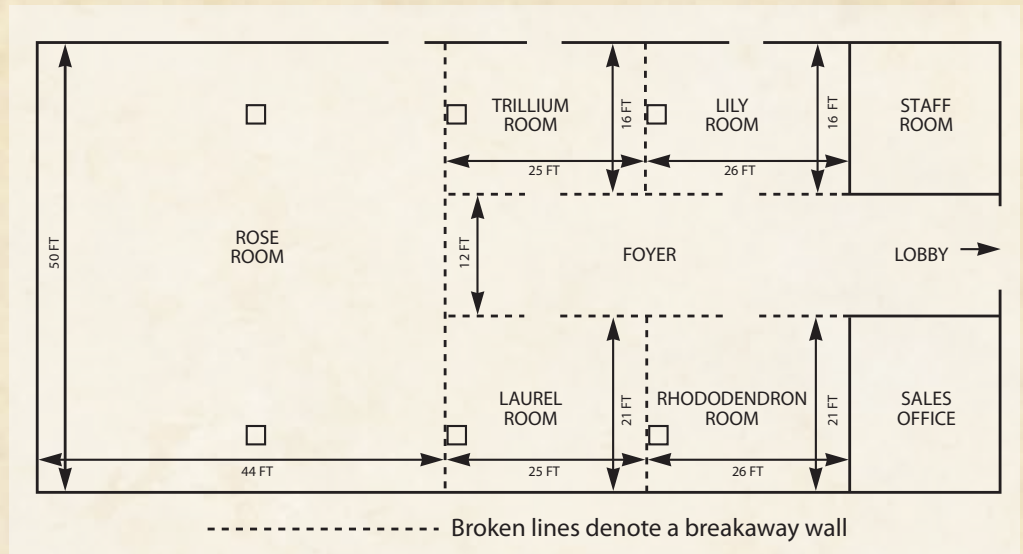 TRILLIUM
ROOM
LILY
ROOM
STAFF
ROOM
16 FT
16 FT
25 FT
26 FT
50 FT
ROSE
ROOM
12 FT
FOYER
LOBBY
LAUREL
ROOM
RHODODENDRON
ROOM
SALES
OFFICE
21 FT
21 FT
44 FT
25 FT
26 FT
Broken lines denote a breakaway wall